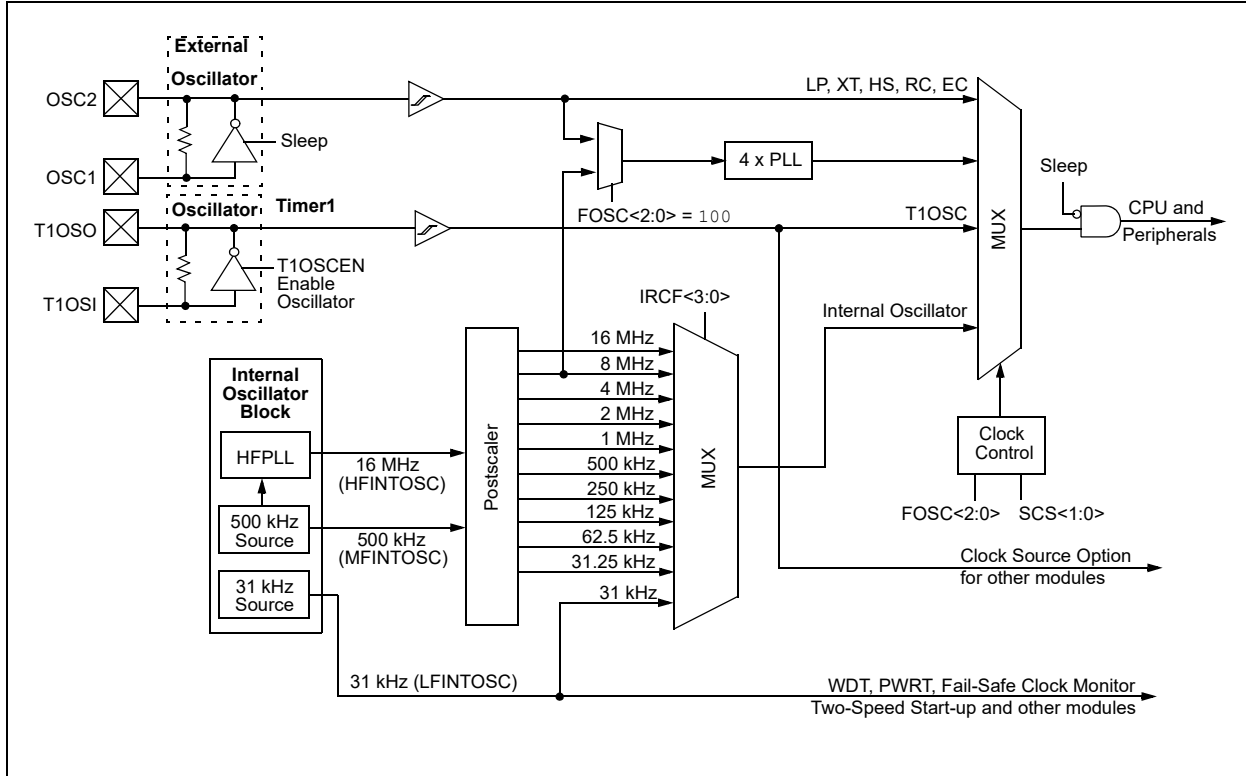 External
Oscillator
OSC2
LP, XT, HS, RC, EC
Sleep
4 x PLL
OSC1
Sleep
FOSC<2:0> = 100
Oscillator
Timer1
T1OSO
T1OSC
MUX
CPU and
Peripherals
T1OSCEN
Enable
Oscillator
T1OSI
IRCF<3:0>
Internal Oscillator
Internal
Oscillator
Block
HFPLL
500 kHz
Source
31 kHz
Source
16 MHz
(HFINTOSC)
500 kHz
(MFINTOSC)
Postscaler
16 MHz
8 MHz
4 MHz
2 MHz
1 MHz
500 kHz
250 kHz
125 kHz
62.5 kHz
31.25 kHz
31 kHz
MUX
Clock
Control
FOSC<2:0>
SCS<1:0>
Clock Source Option
for other modules
31 kHz (LFINTOSC)
WDT, PWRT, Fail-Safe Clock Monitor
Two-Speed Start-up and other modules